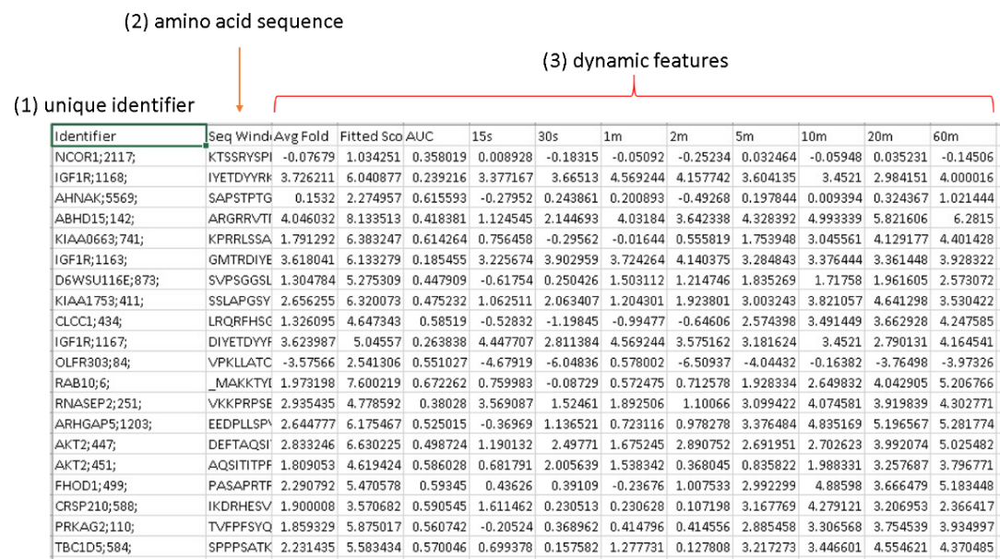 (2) amino acid sequence
(3) dynamic features
(1) unique identifier
Identifier Seq Wind Avg Fold Fitted Sco AUC 15s 30s 1m 2m 5m 10m 20m 60m
NCOR1;2117; KTSSRYSPI -0.07679 1.034251 0.358019 0.008928 -0.18315 -0.05092 -0.25234 0.032464 -0.05948 0.035231 -0.14506
IGF1R;1168; IYETDYYRK 3.726211 6.040877 0.239216 3.377167 3.66513 4.569244 4.157742 3.604135 3.4521 2.984151 4.000016
AHNAK;5569; SAPSTPTG 0.1532 2.274957 0.615593 -0.27952 0.243861 0.200893 -0.49268 0.197844 0.009394 0.324367 1.021444
ABHD15;142; ARGRRVTI 4.046032 8.133513 0.418381 1.124545 2.144693 4.03184 3.642338 4.328392 4.993339 5.821606 6.2815
KIAA0663;741; KPRRLSSA 1.791292 6.383247 0.614264 0.756458 -0.29562 -0.01644 0.555819 1.753948 3.045561 4.129177 4.401428
IGF1R;1163; GMTRDIYE 3.618041 6.133279 0.185455 3.225674 3.902959 3.724264 4.140375 3.284843 3.376444 3.361448 3.928322
D6WSU116E;873; SVPSGGSL 1.304784 5.275309 0.447909 -0.61754 0.250426 1.503112 1.214746 1.835269 1.71758 1.961605 2.573072
KIAA1753;411; SSLAPGSY 2.656255 6.320073 0.475232 1.062511 2.063407 1.204301 1.923801 3.003243 3.821057 4.641298 3.530422
CLCC1;434; LRQRFHSG 1.326095 4.647343 0.58519 -0.52832 -1.19845 -0.99477 -0.64606 2.574398 3.491449 3.662928 4.247585
IGF1R;1167; DIYETDYYF 3.623987 5.04557 0.263838 4.447707 2.811384 4.569244 3.575162 3.181624 3.4521 2.790131 4.164541
OLFR303;84; VPKLLATC -3.57566 2.541306 0.551027 -4.67919 -6.04836 0.578002 -6.50937 -4.04432 -0.16382 -3.76498 -3.97326
RAB10;6; _MAKKTYI 1.973198 7.600219 0.672262 0.759983 -0.08729 0.572475 0.712578 1.928334 2.649832 4.042905 5.206766
RNASEP2;251; VKKPRPSE 2.935435 4.778592 0.38028 3.569087 1.52461 1.892506 1.10066 3.099422 4.074581 3.919839 4.302771
ARHGAP5;1203; EEDPLLSP 2.644777 6.175467 0.525015 -0.36969 1.136521 0.723116 0.978278 3.376484 4.835169 5.196567 5.281774
AKT2;447; DEFTAQSI 2.833246 6.630225 0.498724 1.190132 2.49771 1.675245 2.890752 2.691951 2.702623 3.992074 5.025482
AKT2;451; AQSITITPF 1.809053 4.619424 0.586028 0.681791 2.005639 1.538342 0.368045 0.835822 1.988331 3.257687 3.796771
FHOD1;499; PASAPRTF 2.290792 5.470578 0.59345 0.43626 0.39109 -0.23676 1.007533 2.992299 4.88598 3.666479 5.183448
CRSP210;588; IKDRHESV 1.900008 3.570682 0.590545 1.611462 0.230513 0.230628 0.107198 3.167769 4.279121 3.206953 2.366417
PRKAG2;110; TVFPFSYQ 1.859329 5.875017 0.560742 -0.20524 0.368962 0.414796 0.414556 2.885458 3.306568 3.754539 3.934997
TBC1D5;584; SPPPSATK 2.231435 5.583434 0.570046 0.699378 0.157582 1.277731 0.127808 3.217273 3.446601 4.554621 4.370485